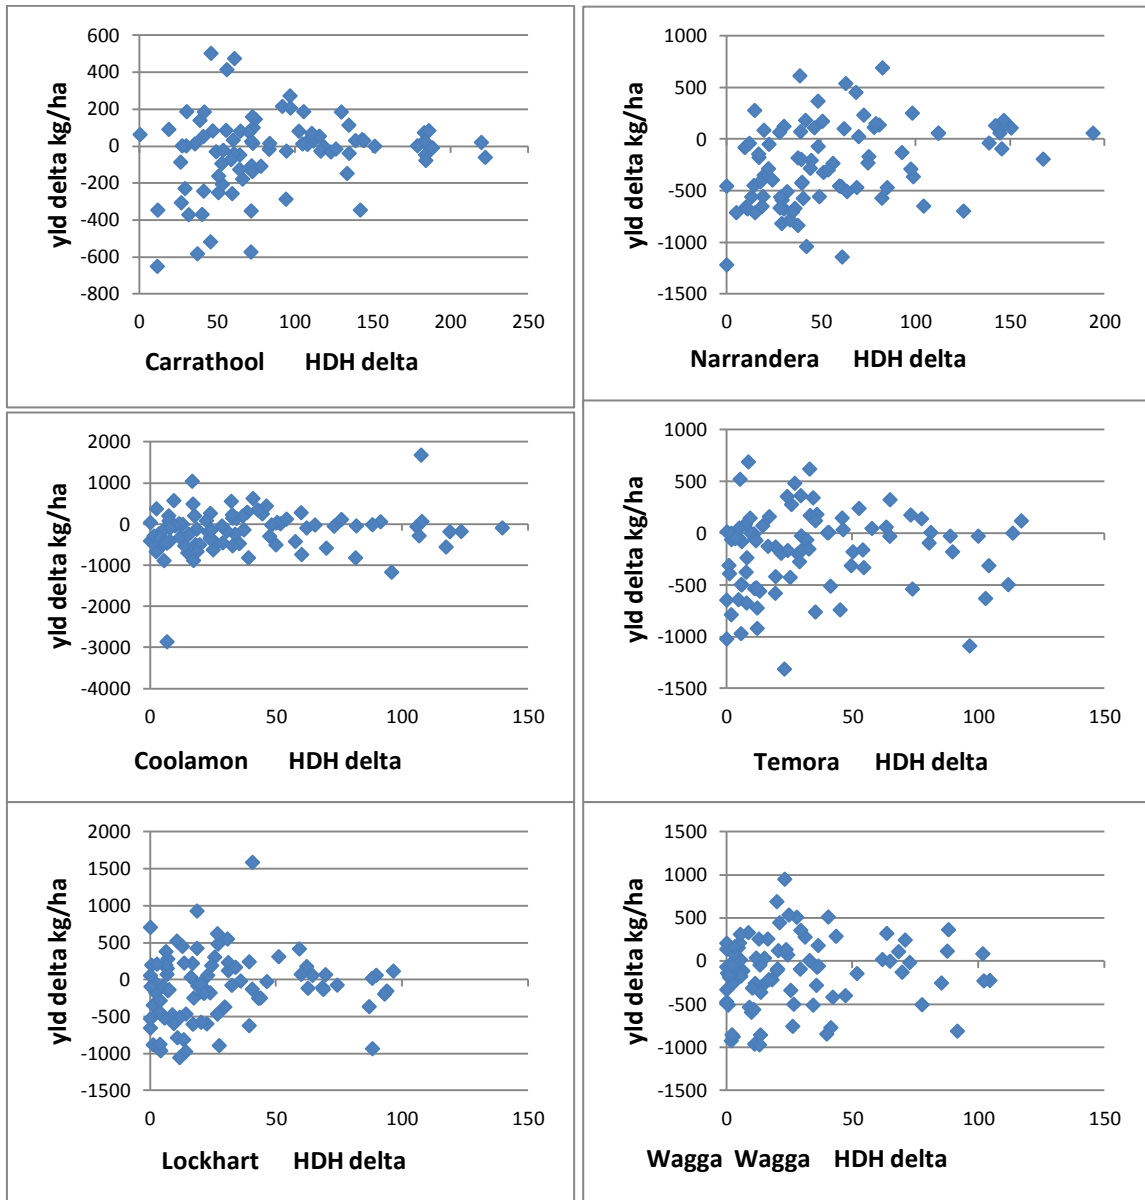 yld delta kg/ha
600
400
200
0
-200
-400
-600
-800
0 50 100 150 200 250
Carrathool HDH delta
yld delta kg/ha
1000
500
0
-500
-1000
-1500
0 50 100 150 200
Narrandera HDH delta
yld delta kg/ha
2000
1000
0
-1000
-2000
-3000
-4000
0 50 100 150
Coolamon HDH delta
yld delta kg/ha
1000
500
0
-500
-1000
-1500
0 50 100 150
Temora HDH delta
yld delta kg/ha
2000
1500
1000
500
0
-500
-1000
-1500
0 50 100 150
Lockhart HDH delta
yld delta kg/ha
1500
1000
500
0
-500
-1000
-1500
0 50 100 150
Wagga Wagga HDH delta